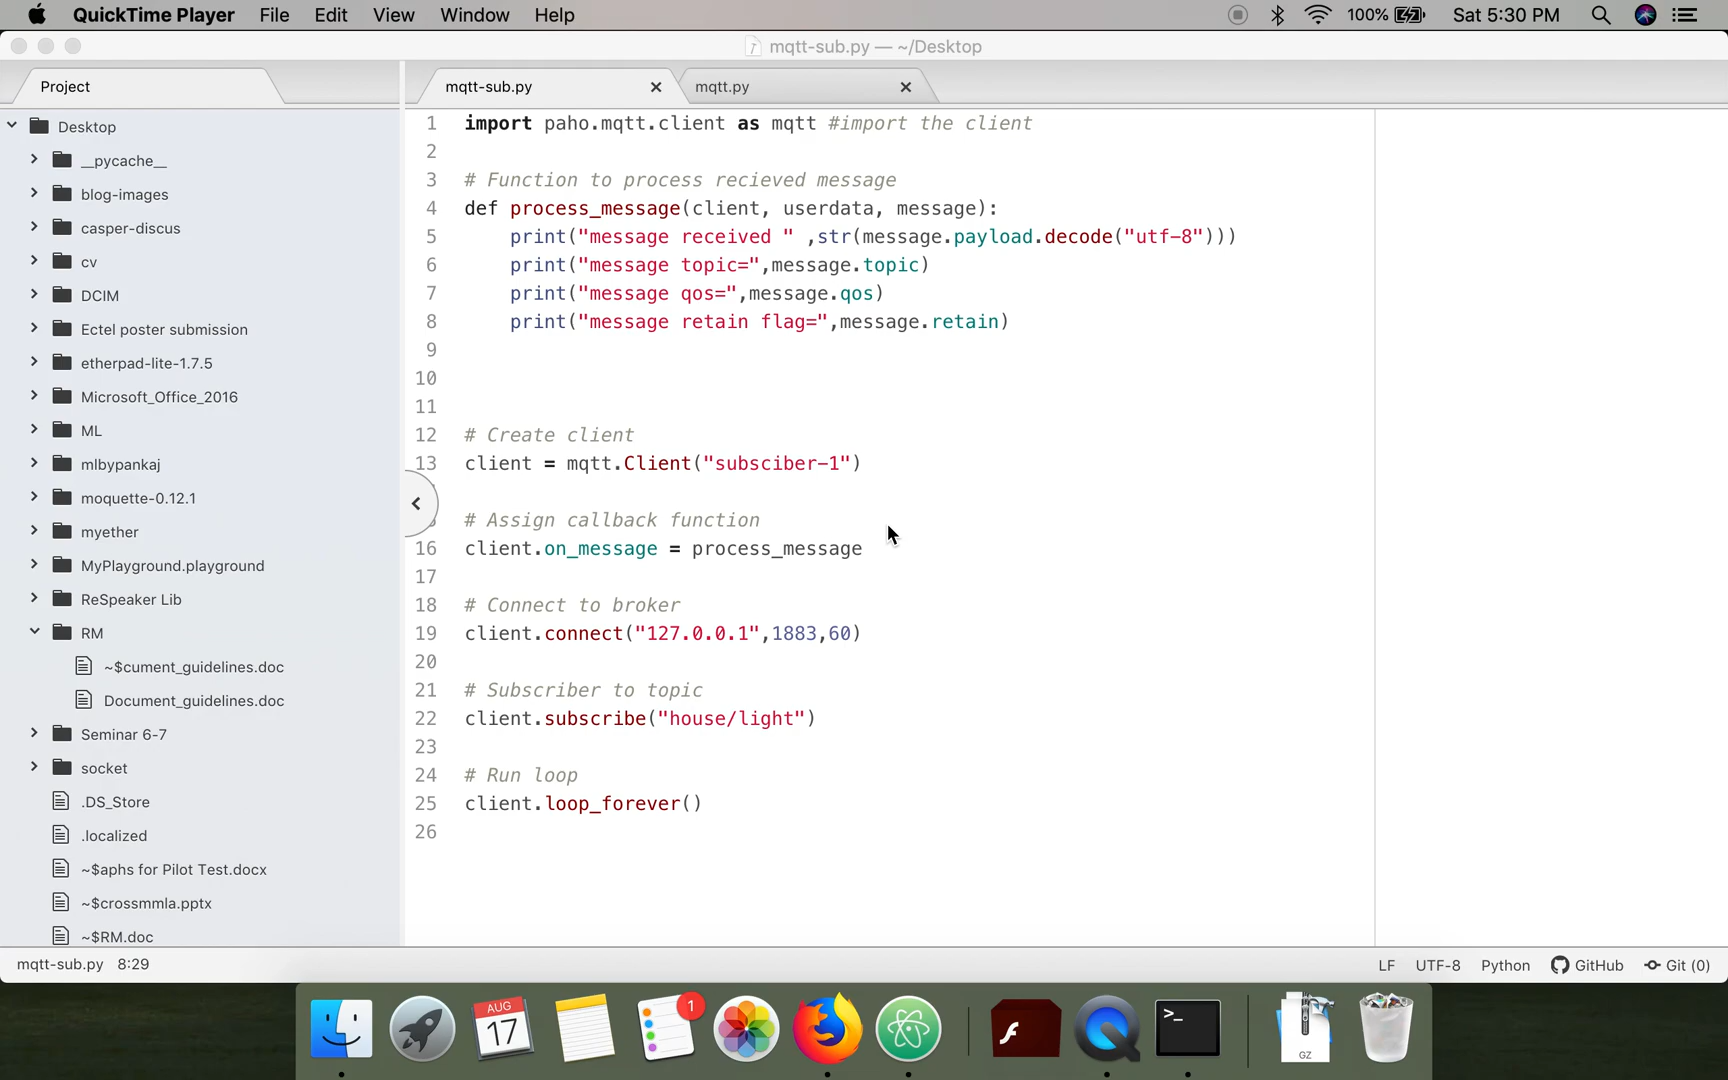 QuickTime Player File Edit View Window Help 100% Sat 5:30 PM
mqtt-sub.py — ~/Desktop
Project
mqtt-sub.py
mqtt.py
Desktop
__pycache__
blog-images
casper-discus
cv
DCIM
Ectel poster submission
etherpad-lite-1.7.5
Microsoft_Office_2016
ML
mlbypankaj
moquette-0.12.1
myether
MyPlayground.playground
ReSpeaker Lib
RM
~$cument_guidelines.doc
Document_guidelines.doc
Seminar 6-7
socket
.DS_Store
.localized
~$aphs for Pilot Test.docx
~$crossmmla.pptx
~$RM.doc
1 import paho.mqtt.client as mqtt #import the client
2
3 # Function to process recieved message
4 def process_message(client, userdata, message):
5 print("message received " ,str(message.payload.decode("utf-8")))
6 print("message topic=",message.topic)
7 print("message qos=",message.qos)
8 print("message retain flag=",message.retain)
9
10
11
12 # Create client
13 client = mqtt.Client("subsciber-1")
# Assign callback function
16 client.on_message = process_message
17
18 # Connect to broker
19 client.connect("127.0.0.1",1883,60)
20
21 # Subscriber to topic
22 client.subscribe("house/light")
23
24 # Run loop
25 client.loop_forever()
26
mqtt-sub.py 8:29
LF UTF-8 Python GitHub Git (0)
AUG
17
1
>_
GZ